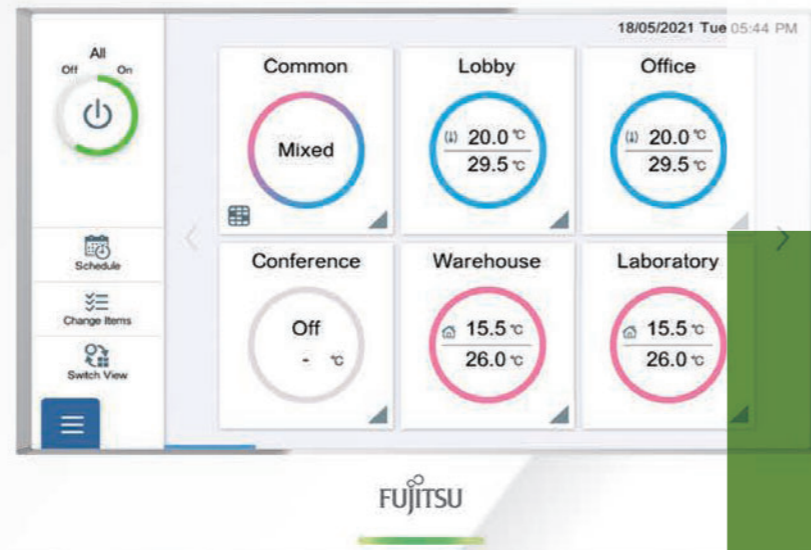 18/05/2021 Tue 05:44 PM
All
Off On
Schedule
Change Items
Switch View
Common
Mixed
Lobby
20.0 °C
29.5 °C
Office
20.0 °C
29.5 °C
Conference
Off
- °C
Warehouse
15.5 °C
26.0 °C
Laboratory
15.5 °C
26.0 °C
FUJITSU